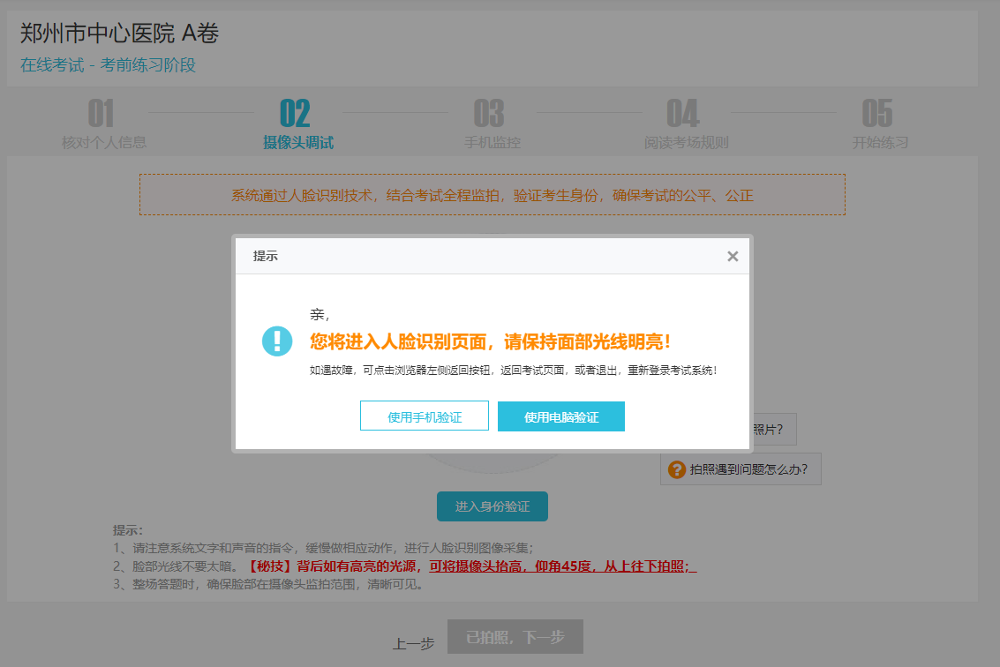 郑州市中心医院 A卷
在线考试 - 考前练习阶段
01
02
03
04
05
核对个人信息
摄像头调试
手机监控
阅读考场规则
开始练习
系统通过人脸识别技术，结合考试全程监拍，验证考生身份，确保考试的公平、公正
提示
亲，
您将进入人脸识别页面，请保持面部光线明亮！
如遇故障，可点击浏览器左侧返回按钮，返回考试页面，或者退出，重新登录考试系统！
使用手机验证
使用电脑验证
照片？
拍照遇到问题怎么办？
进入身份验证
提示：
1、请注意系统文字和声音的指令，缓慢做相应动作，进行人脸识别图像采集；
2、脸部光线不要太暗。【秘技】背后如有高亮的光源，可将摄像头抬高，仰角45度，从上往下拍照；
3、整场答题时，确保脸部在摄像头监拍范围，清晰可见。
上一步
已拍照，下一步